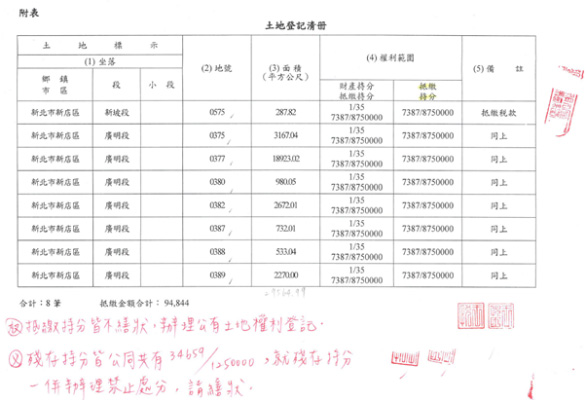 附表
土地登記清冊
土 地 標 示
(1) 坐落 (2) 地號 (3) 面積 (平方公尺) (4) 權利範圍 (5) 備 註
鄉鎮市區 段 小段 財產持分 抵繳持分 抵繳持分
新北市新店區 新坡段 0575 287.82 1/35 7387/8750000 7387/8750000 抵繳稅款
新北市新店區 廣明段 0375 3167.04 1/35 7387/8750000 7387/8750000 同上
新北市新店區 廣明段 0377 18923.02 1/35 7387/8750000 7387/8750000 同上
新北市新店區 廣明段 0380 980.05 1/35 7387/8750000 7387/8750000 同上
新北市新店區 廣明段 0382 2672.01 1/35 7387/8750000 7387/8750000 同上
新北市新店區 廣明段 0387 732.01 1/35 7387/8750000 7387/8750000 同上
新北市新店區 廣明段 0388 533.04 1/35 7387/8750000 7387/8750000 同上
新北市新店區 廣明段 0389 2270.00 1/35 7387/8750000 7387/8750000 同上
合計：8 筆 抵繳金額合計： 94,844
抵繳持分皆不繕狀，辦理公有土地權利登記。
殘存持分皆公同共有34659/1250000，就殘存持分
一併辦理禁止處分，請繕狀。